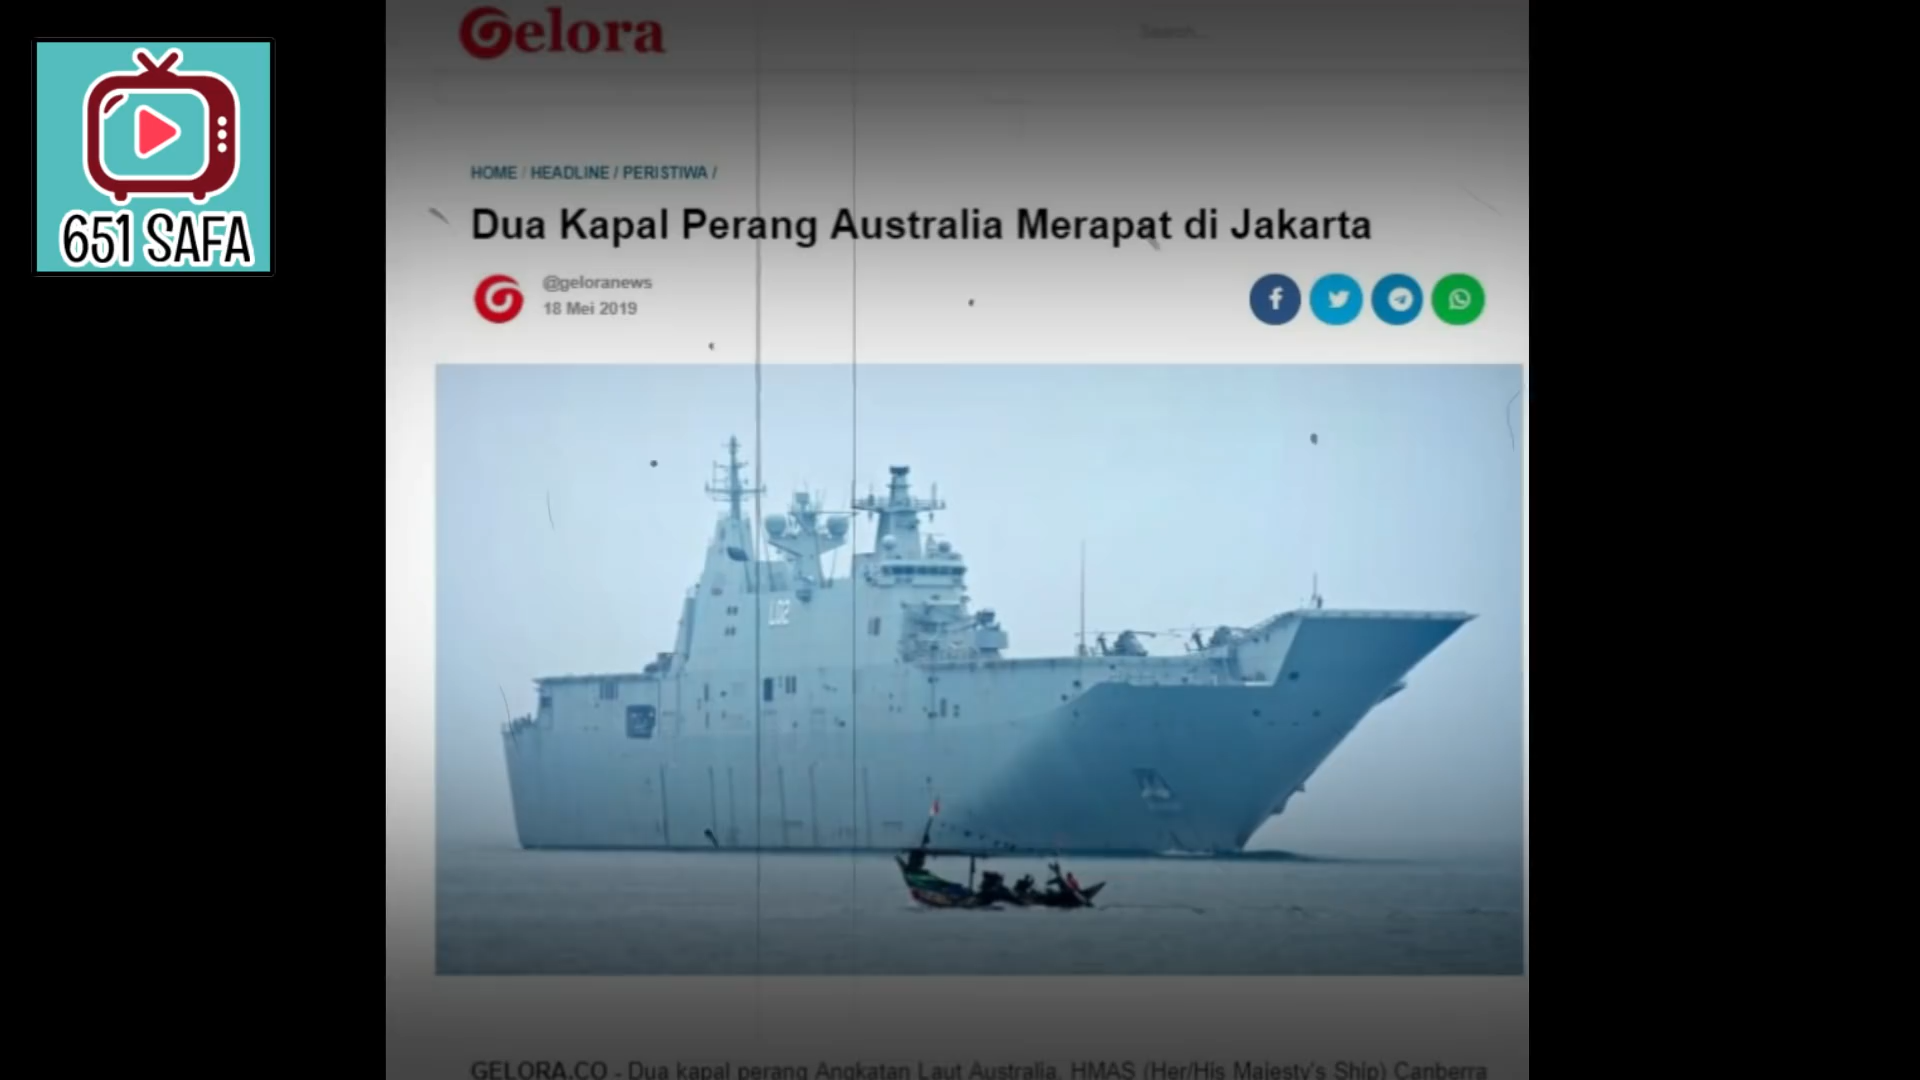 651 SAFA
Gelora
Search...
HOME / HEADLINE / PERISTIWA /
Dua Kapal Perang Australia Merapat di Jakarta
@geloranews
18 Mei 2019
L02
GELORA.CO - Dua kapal perang Angkatan Laut Australia, HMAS (Her/His Majesty's Ship) Canberra